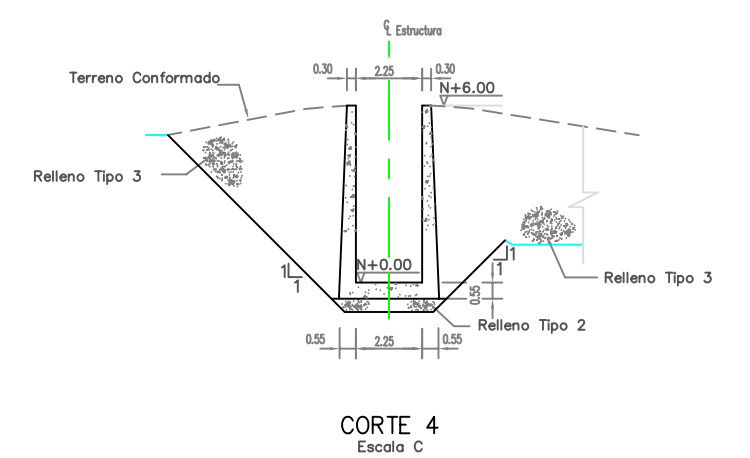 ℄ Estructura
0.30
2.25
0.30
Terreno Conformado
N+6.00
Relleno Tipo 3
N+0.00
1
1
1
1
Relleno Tipo 3
0.55
Relleno Tipo 2
0.55
2.25
0.55
CORTE 4
Escala C